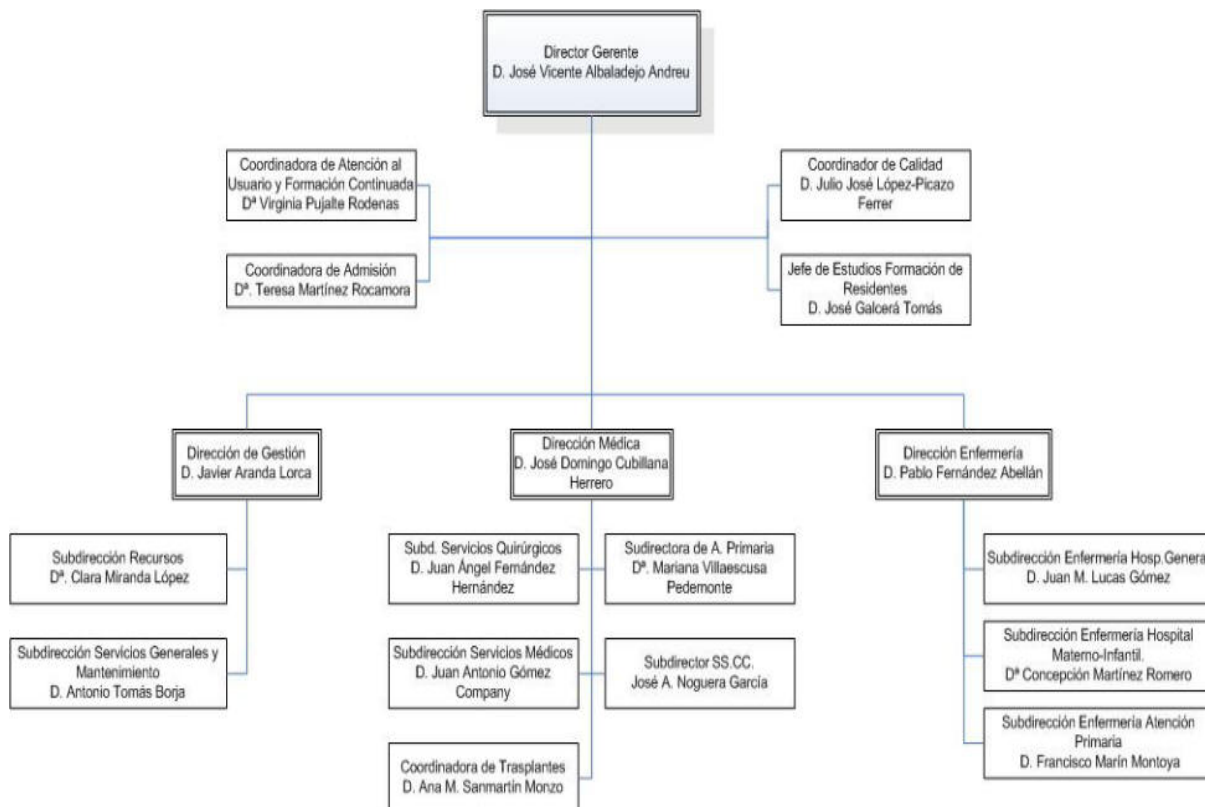 Director Gerente
D. José Vicente Albaladejo Andreu
Coordinadora de Atención al
Usuario y Formación Continuada
Dª Virginia Pujalte Rodenas
Coordinador de Calidad
D. Julio José López-Picazo
Ferrer
Coordinadora de Admisión
Dª. Teresa Martínez Rocamora
Jefe de Estudios Formación de
Residentes
D. José Galcerá Tomás
Dirección de Gestión
D. Javier Aranda Lorca
Dirección Médica
D. José Domingo Cubillana
Herrero
Dirección Enfermería
D. Pablo Fernández Abellán
Subdirección Recursos
Dª. Clara Miranda López
Subd. Servicios Quirúrgicos
D. Juan Ángel Fernández
Hernández
Sudirectora de A. Primaria
Dª. Mariana Villaescusa
Pedemonte
Subdirección Enfermería Hosp.General
D. Juan M. Lucas Gómez
Subdirección Servicios Generales y
Mantenimiento
D. Antonio Tomás Borja
Subdirección Servicios Médicos
D. Juan Antonio Gómez
Company
Subdirector SS.CC.
José A. Noguera García
Subdirección Enfermería Hospital
Materno-Infantil.
Dª Concepción Martínez Romero
Coordinadora de Trasplantes
D. Ana M. Sanmartín Monzo
Subdirección Enfermería Atención
Primaria
D. Francisco Marín Montoya